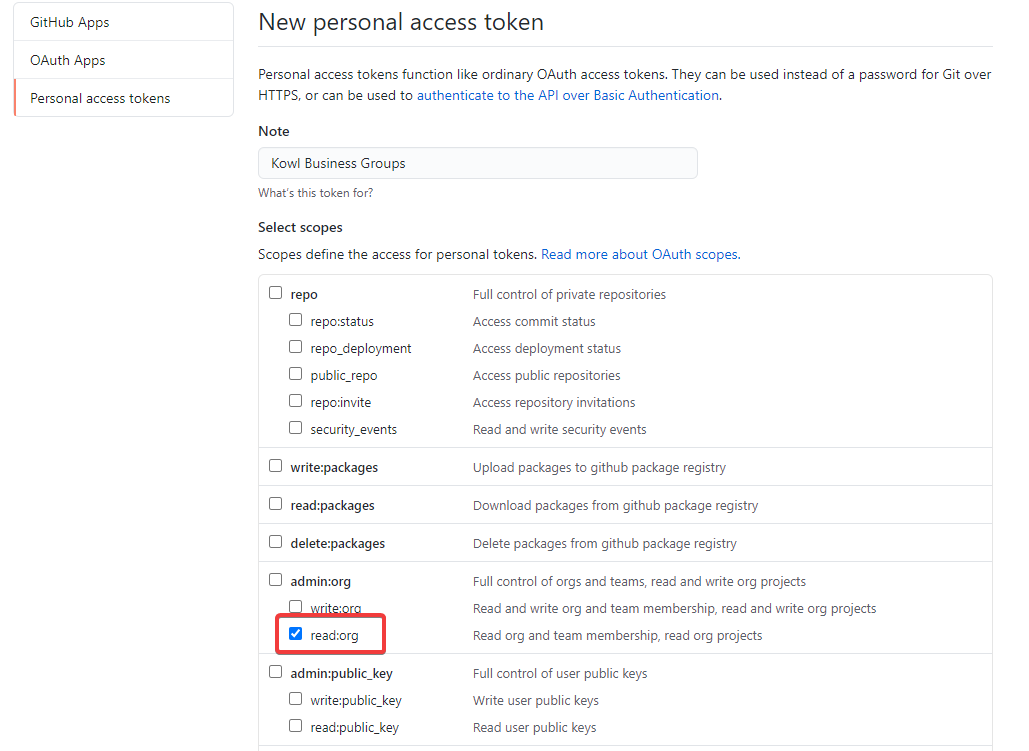 GitHub Apps
OAuth Apps
Personal access tokens
New personal access token
Personal access tokens function like ordinary OAuth access tokens. They can be used instead of a password for Git over
HTTPS, or can be used to authenticate to the API over Basic Authentication.
Note
Kowl Business Groups
What's this token for?
Select scopes
Scopes define the access for personal tokens. Read more about OAuth scopes.
repo Full control of private repositories
repo:status Access commit status
repo_deployment Access deployment status
public_repo Access public repositories
repo:invite Access repository invitations
security_events Read and write security events
write:packages Upload packages to github package registry
read:packages Download packages from github package registry
delete:packages Delete packages from github package registry
admin:org Full control of orgs and teams, read and write org projects
write:org Read and write org and team membership, read and write org projects
read:org Read org and team membership, read org projects
admin:public_key Full control of user public keys
write:public_key Write user public keys
read:public_key Read user public keys